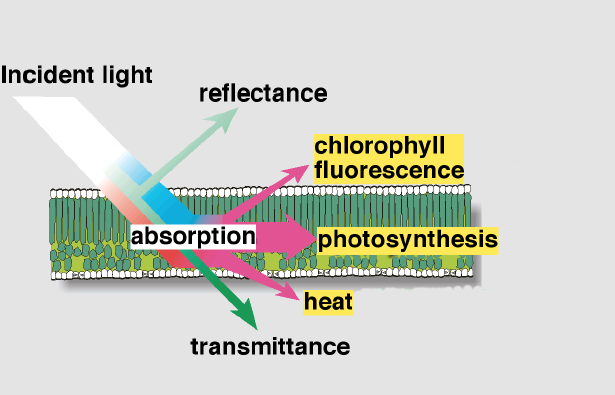 Incident light
reflectance
chlorophyll
fluorescence
absorption
photosynthesis
heat
transmittance